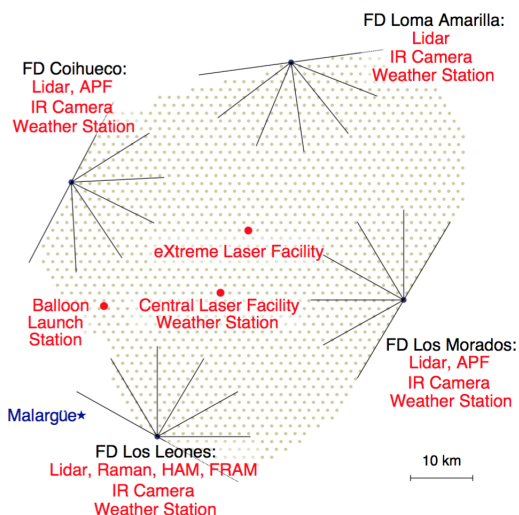 FD Loma Amarilla:
Lidar
IR Camera
Weather Station
FD Coihueco:
Lidar, APF
IR Camera
Weather Station
eXtreme Laser Facility
Balloon
Launch
Station
Central Laser Facility
Weather Station
FD Los Morados:
Lidar, APF
IR Camera
Weather Station
Malargüe
FD Los Leones:
Lidar, Raman, HAM, FRAM
IR Camera
Weather Station
10 km